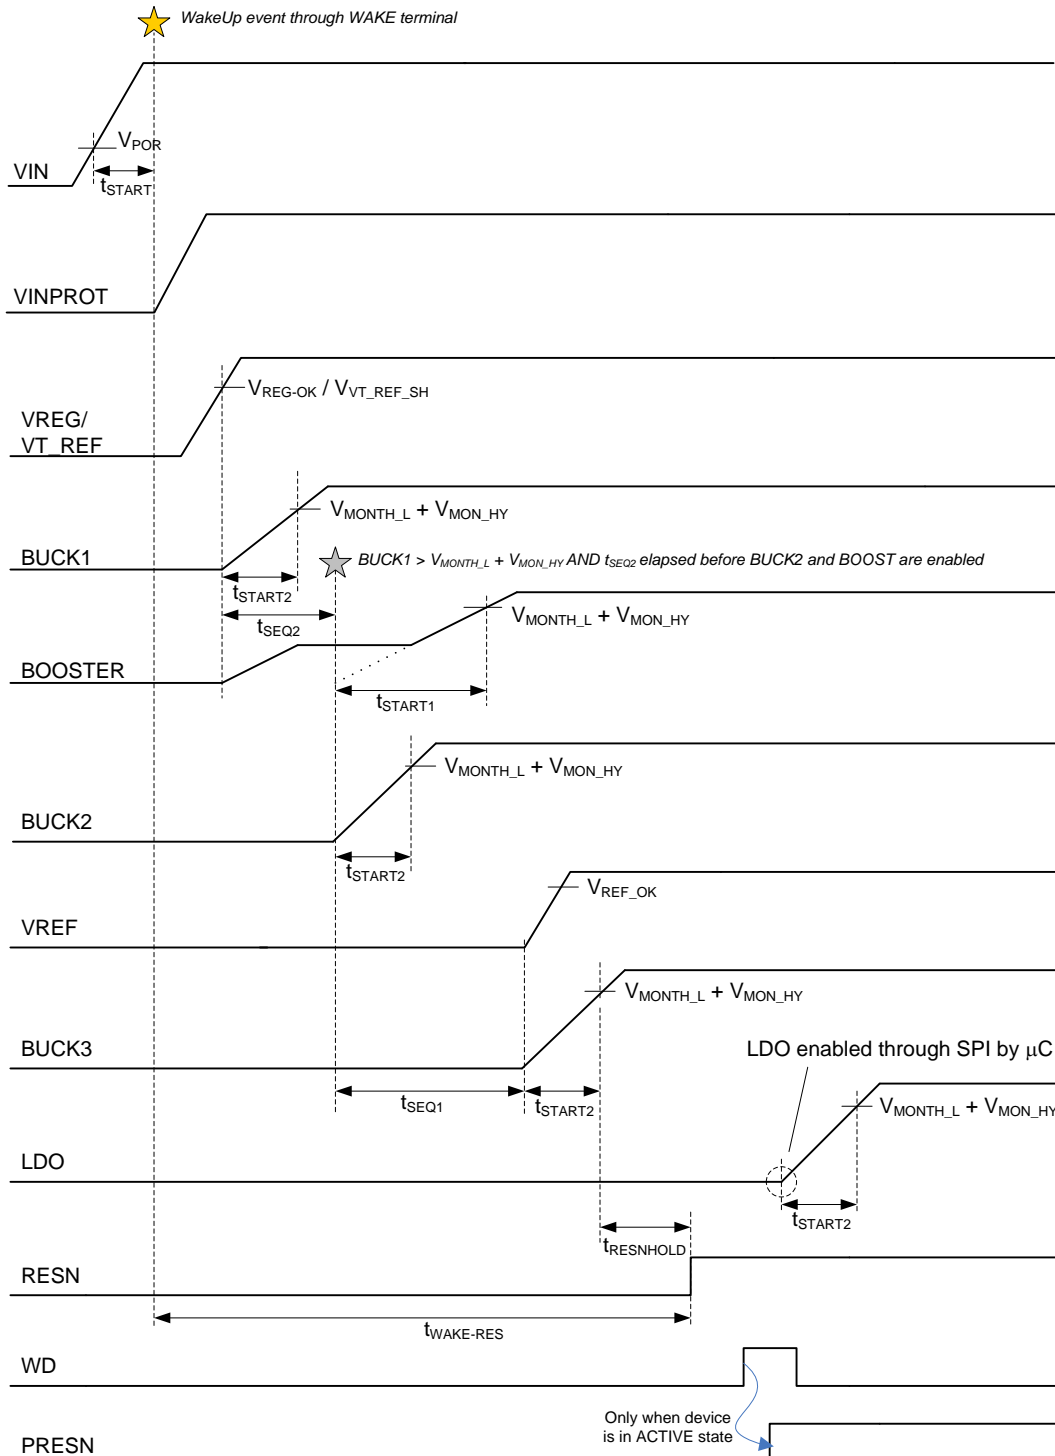 WakeUp event through WAKE terminal
VPOR
VIN
tSTART
VINPROT
VREG-OK / VVT_REF_SH
VREG/
VT_REF
VMONTH_L + VMON_HY
BUCK1
BUCK1 > VMONTH_L + VMON_HY AND tSEQ2 elapsed before BUCK2 and BOOST are enabled
tSTART2
VMONTH_L + VMON_HY
tSEQ2
BOOSTER
tSTART1
VMONTH_L + VMON_HY
BUCK2
tSTART2
VREF_OK
VREF
VMONTH_L + VMON_HY
BUCK3
LDO enabled through SPI by µC
tSEQ1
tSTART2
VMONTH_L + VMON_HY
LDO
tSTART2
tRESNHOLD
RESN
tWAKE-RES
WD
Only when device
is in ACTIVE state
PRESN